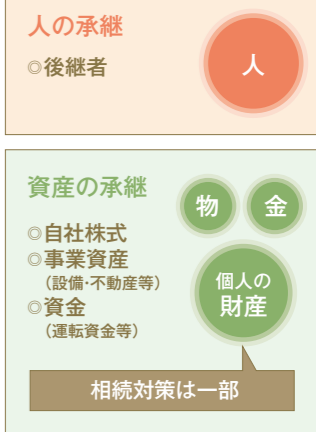 人の承継
◎後継者
人
資産の承継
◎自社株式
◎事業資産
（設備・不動産等）
◎資金
（運転資金等）
物
金
個人の
財産
相続対策は一部